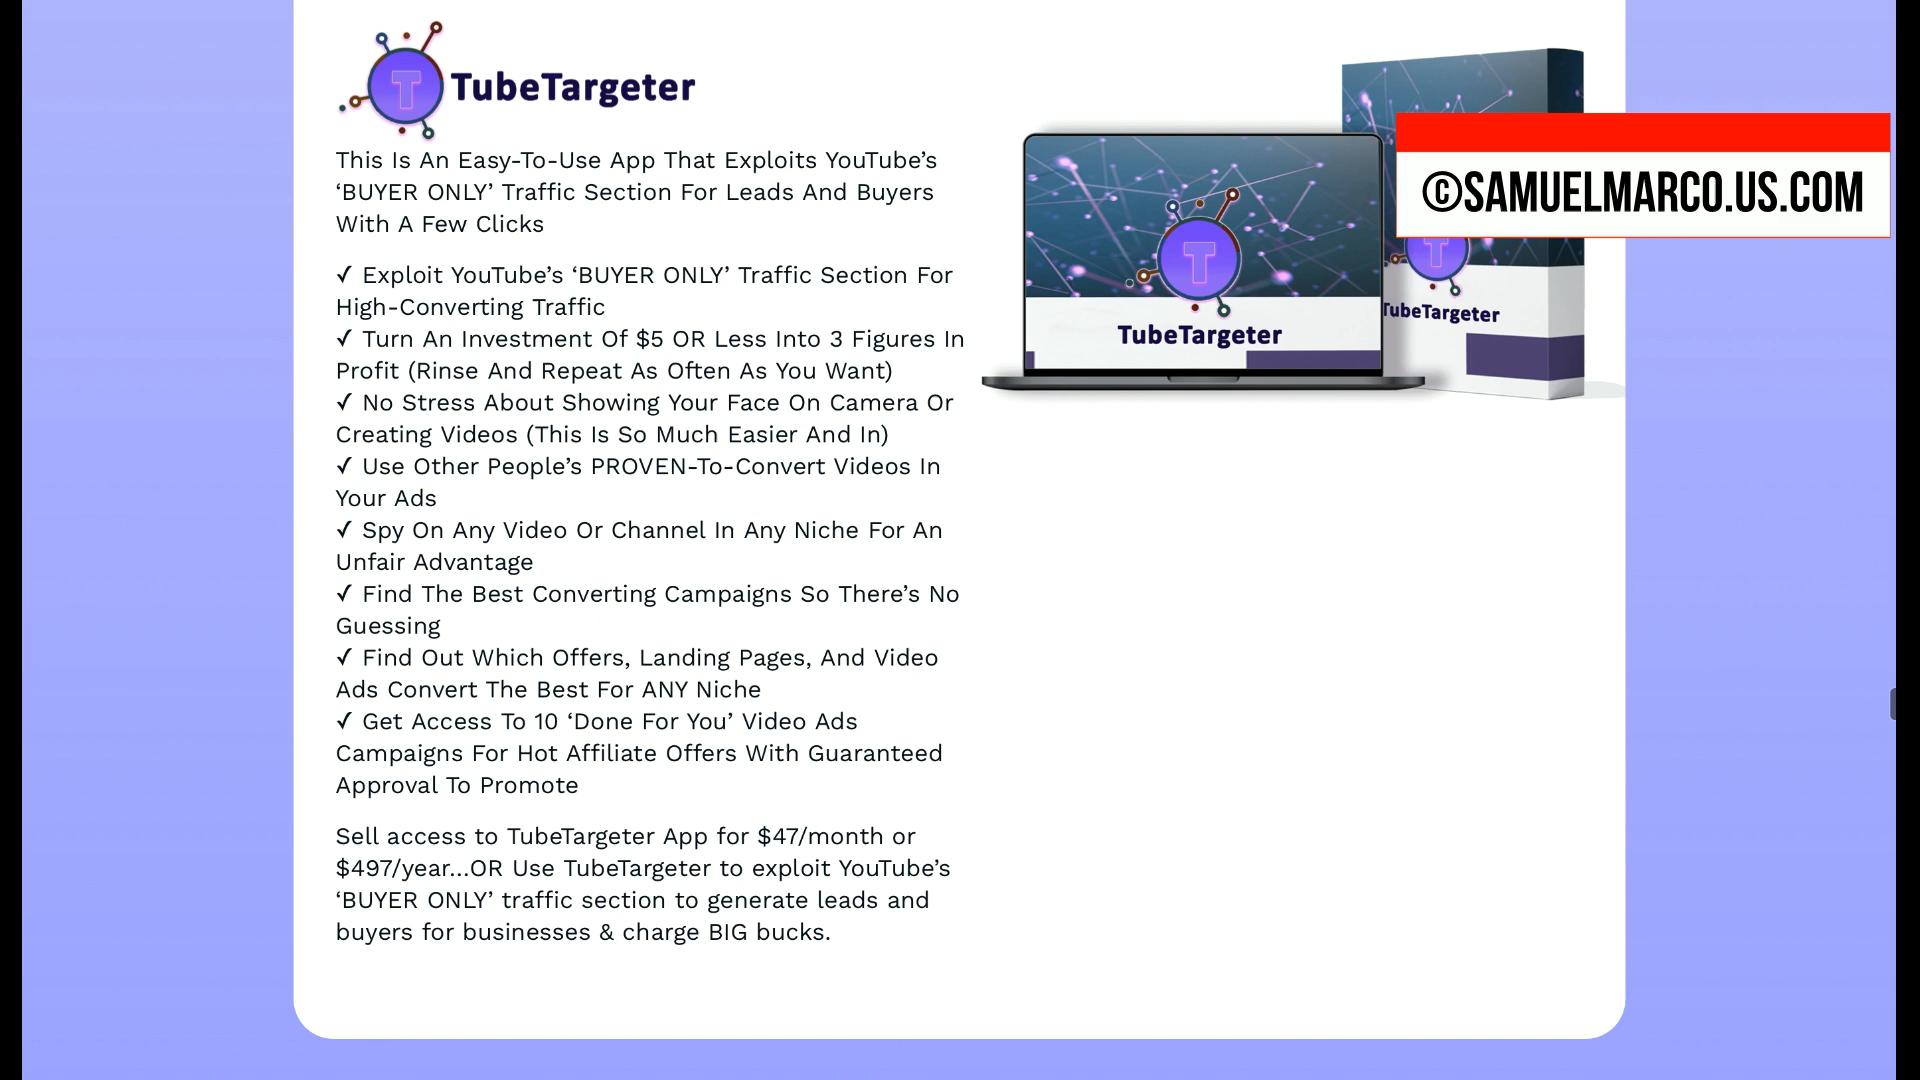 T
TubeTargeter
This Is An Easy-To-Use App That Exploits YouTube’s
‘BUYER ONLY’ Traffic Section For Leads And Buyers
With A Few Clicks
✓ Exploit YouTube’s ‘BUYER ONLY’ Traffic Section For
High-Converting Traffic
✓ Turn An Investment Of $5 OR Less Into 3 Figures In
Profit (Rinse And Repeat As Often As You Want)
✓ No Stress About Showing Your Face On Camera Or
Creating Videos (This Is So Much Easier And In)
✓ Use Other People’s PROVEN-To-Convert Videos In
Your Ads
✓ Spy On Any Video Or Channel In Any Niche For An
Unfair Advantage
✓ Find The Best Converting Campaigns So There’s No
Guessing
✓ Find Out Which Offers, Landing Pages, And Video
Ads Convert The Best For ANY Niche
✓ Get Access To 10 ‘Done For You’ Video Ads
Campaigns For Hot Affiliate Offers With Guaranteed
Approval To Promote
Sell access to TubeTargeter App for $47/month or
$497/year...OR Use TubeTargeter to exploit YouTube’s
‘BUYER ONLY’ traffic section to generate leads and
buyers for businesses & charge BIG bucks.
T
TubeTargeter
T
TubeTargeter
©SAMUELMARCO.US.COM